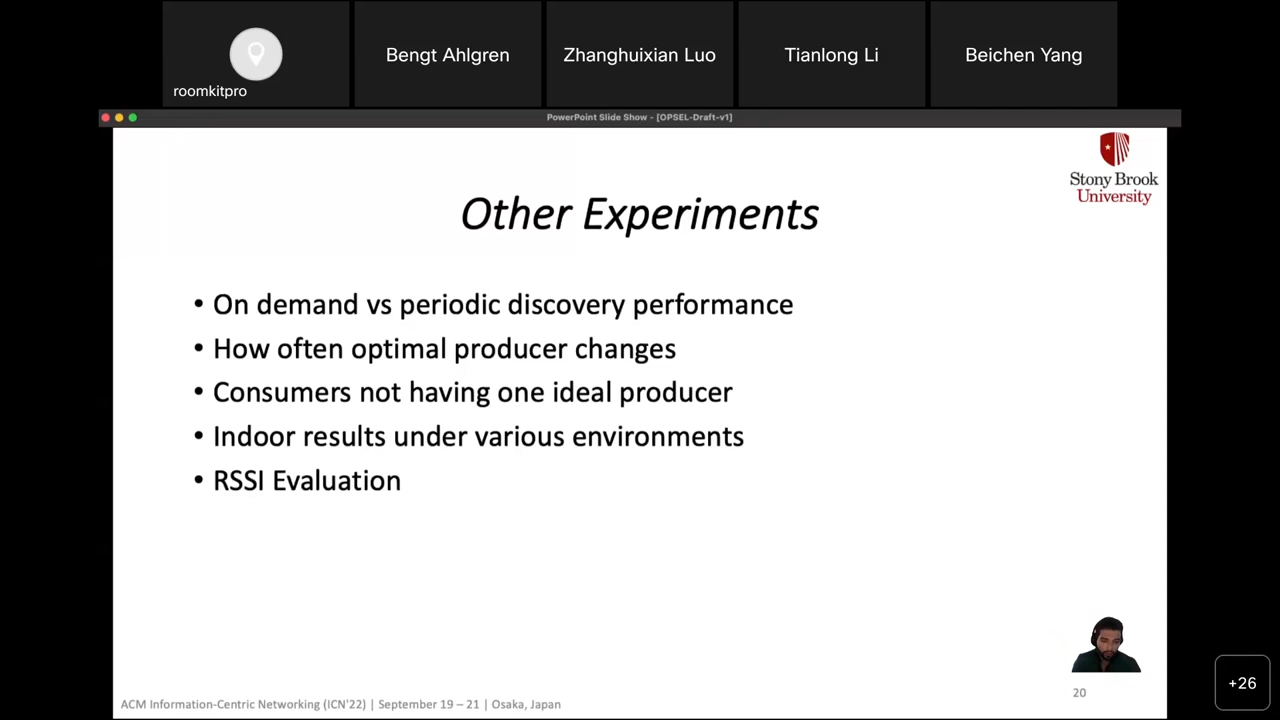 roomkitpro
Bengt Ahlgren
Zhanghuixian Luo
Tianlong Li
Beichen Yang
PowerPoint Slide Show - [OPSEL-Draft-v1]
Stony Brook
University
Other Experiments
• On demand vs periodic discovery performance
• How often optimal producer changes
• Consumers not having one ideal producer
• Indoor results under various environments
• RSSI Evaluation
ACM Information-Centric Networking (ICN'22) | September 19 – 21 | Osaka, Japan
20
+26